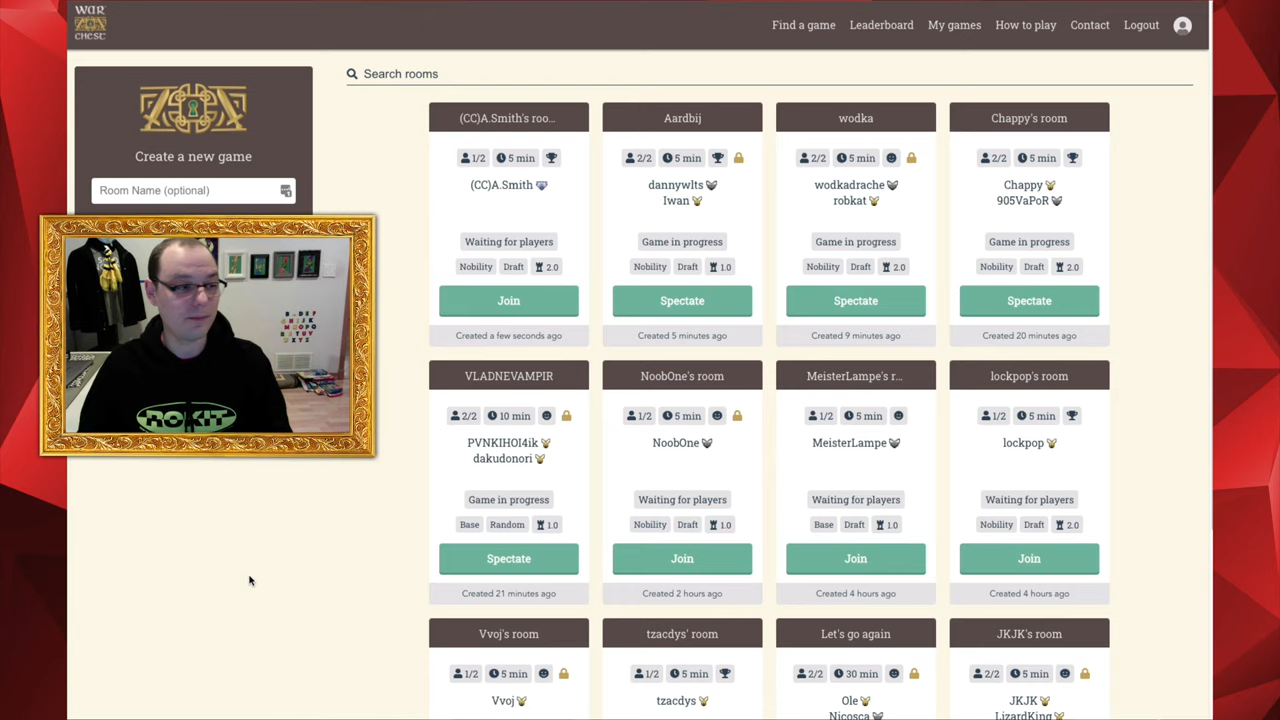 WAR
CHEST
Find a game
Leaderboard
My games
How to play
Contact
Logout
Create a new game
Room Name (optional)
Search rooms
(CC)A.Smith's roo...
1/2 5 min
(CC)A.Smith
Waiting for players
Nobility Draft 2.0
Join
Created a few seconds ago
Aardbij
2/2 5 min
dannywlts
Iwan
Game in progress
Nobility Draft 1.0
Spectate
Created 5 minutes ago
wodka
2/2 5 min
wodkadrache
robkat
Game in progress
Nobility Draft 2.0
Spectate
Created 9 minutes ago
Chappy's room
2/2 5 min
Chappy
905VaPoR
Game in progress
Nobility Draft 2.0
Spectate
Created 20 minutes ago
VLADNEVAMPIR
2/2 10 min
PVNKIHOI4ik
dakudonori
Game in progress
Base Random 1.0
Spectate
Created 21 minutes ago
NoobOne's room
1/2 5 min
NoobOne
Waiting for players
Nobility Draft 1.0
Join
Created 2 hours ago
MeisterLampe's r...
1/2 5 min
MeisterLampe
Waiting for players
Base Draft 1.0
Join
Created 4 hours ago
lockpop's room
1/2 5 min
lockpop
Waiting for players
Nobility Draft 2.0
Join
Created 4 hours ago
Vvoj's room
1/2 5 min
Vvoj
tzacdys' room
1/2 5 min
tzacdys
Let's go again
2/2 30 min
Ole
Nicosca
JKJK's room
2/2 5 min
JKJK
LizardKing
ROKiT